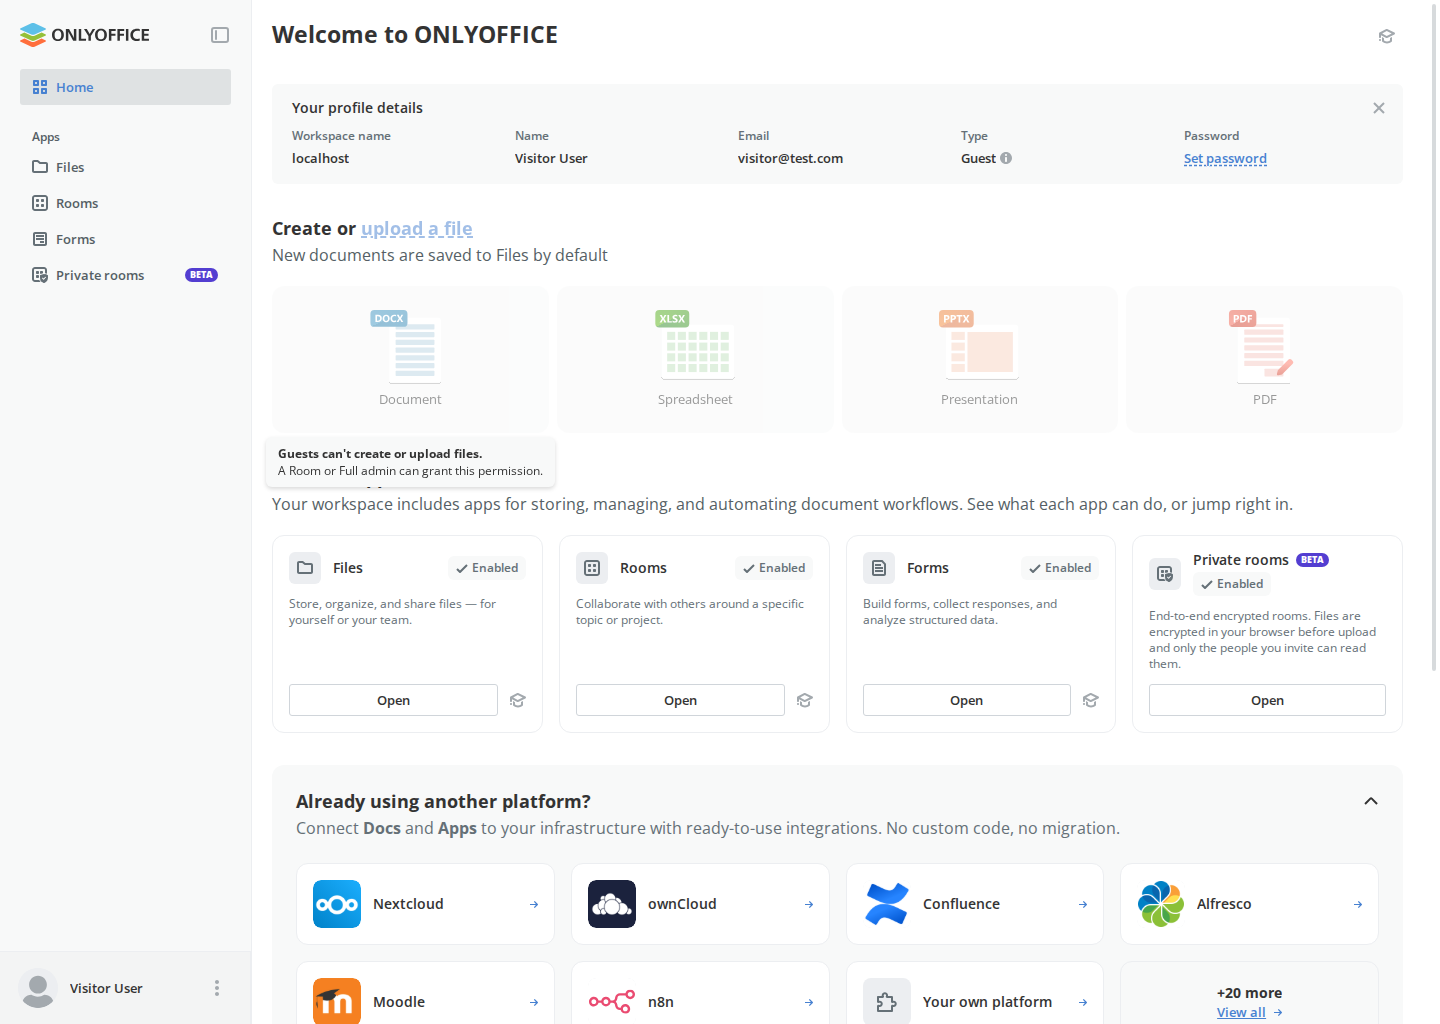 ONLYOFFICE
Home
Apps
Files
Rooms
Forms
Private rooms BETA
Visitor User
Welcome to ONLYOFFICE
Your profile details
Workspace name Name Email Type Password
localhost Visitor User visitor@test.com Guest Set password
Create or upload a file
New documents are saved to Files by default
DOCX XLSX PPTX PDF
Document Spreadsheet Presentation PDF
Guests can't create or upload files.
A Room or Full admin can grant this permission.
Your workspace includes apps for storing, managing, and automating document workflows. See what each app can do, or jump right in.
Files Enabled
Store, organize, and share files — for
yourself or your team.
Open
Rooms Enabled
Collaborate with others around a specific
topic or project.
Open
Forms Enabled
Build forms, collect responses, and
analyze structured data.
Open
Private rooms BETA
Enabled
End-to-end encrypted rooms. Files are
encrypted in your browser before upload
and only the people you invite can read
them.
Open
Already using another platform?
Connect Docs and Apps to your infrastructure with ready-to-use integrations. No custom code, no migration.
Nextcloud ownCloud Confluence Alfresco
Moodle n8n Your own platform +20 more
View all